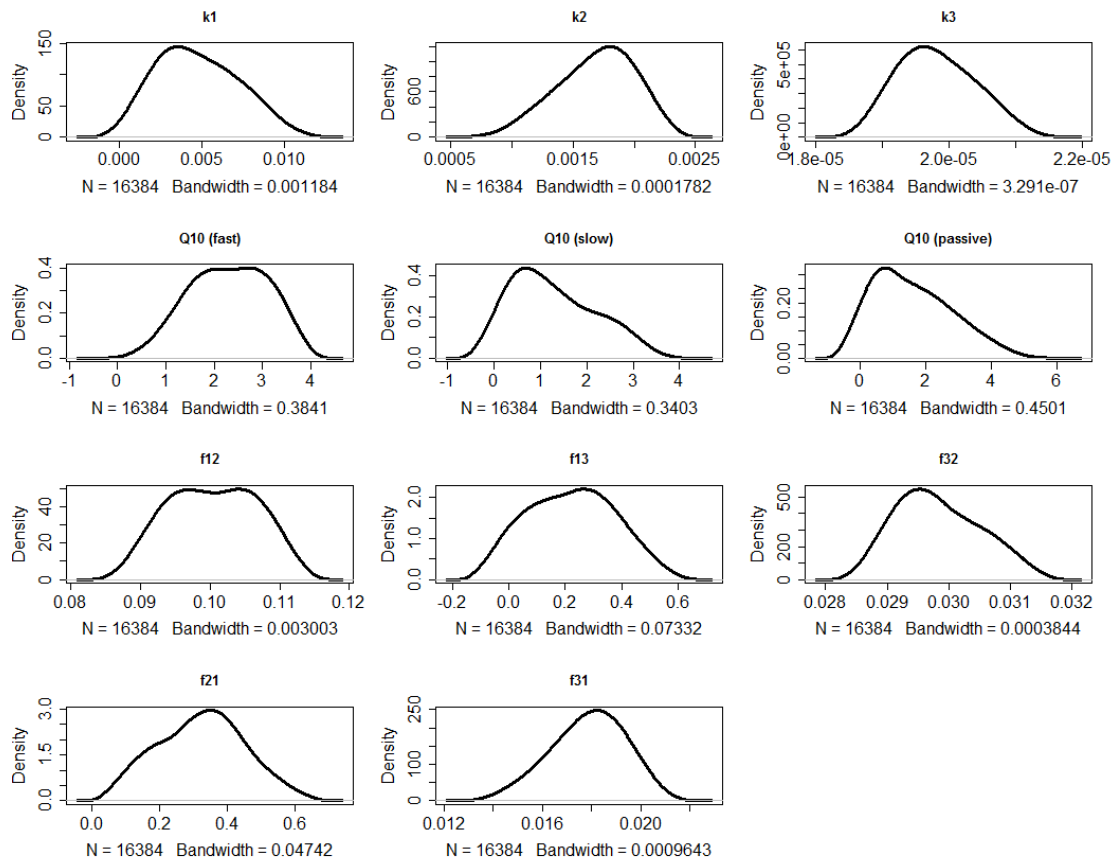 k1
k2
k3
Density
0 50 150
0.000 0.005 0.010
N = 16384 Bandwidth = 0.001184
Density
0 600
0.0005 0.0015 0.0025
N = 16384 Bandwidth = 0.0001782
Density
0e+00 5e+05
1.8e-05 2.0e-05 2.2e-05
N = 16384 Bandwidth = 3.291e-07
Q10 (fast)
Q10 (slow)
Q10 (passive)
Density
0.0 0.2 0.4
-1 0 1 2 3 4
N = 16384 Bandwidth = 0.3841
Density
0.0 0.2 0.4
-1 0 1 2 3 4
N = 16384 Bandwidth = 0.3403
Density
0.00 0.20
0 2 4 6
N = 16384 Bandwidth = 0.4501
f12
f13
f32
Density
0 20 40
0.08 0.09 0.10 0.11 0.12
N = 16384 Bandwidth = 0.003003
Density
0.0 1.0 2.0
-0.2 0.0 0.2 0.4 0.6
N = 16384 Bandwidth = 0.07332
Density
0 200 500
0.028 0.029 0.030 0.031 0.032
N = 16384 Bandwidth = 0.0003844
f21
f31
Density
0.0 1.5 3.0
0.0 0.2 0.4 0.6
N = 16384 Bandwidth = 0.04742
Density
0 100 250
0.012 0.016 0.020
N = 16384 Bandwidth = 0.0009643